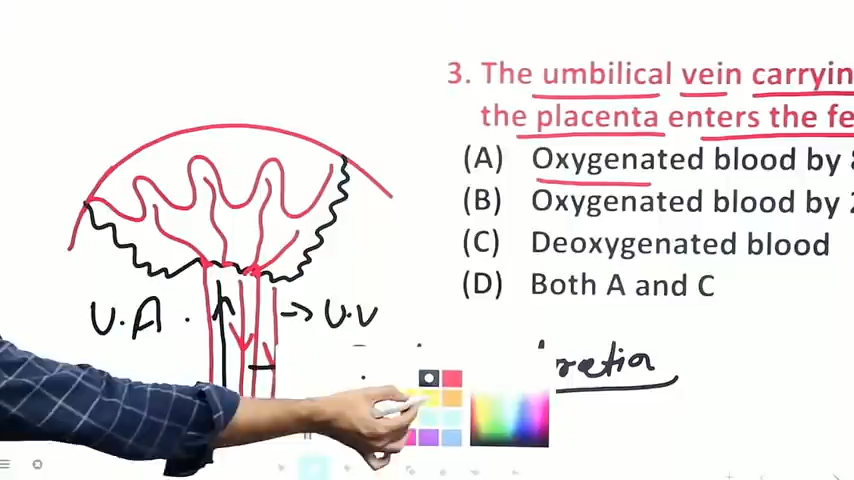 3. The umbilical vein carryin
the placenta enters the fe
(A) Oxygenated blood by
(B) Oxygenated blood by 2
(C) Deoxygenated blood
(D) Both A and C
U.A. → U.V